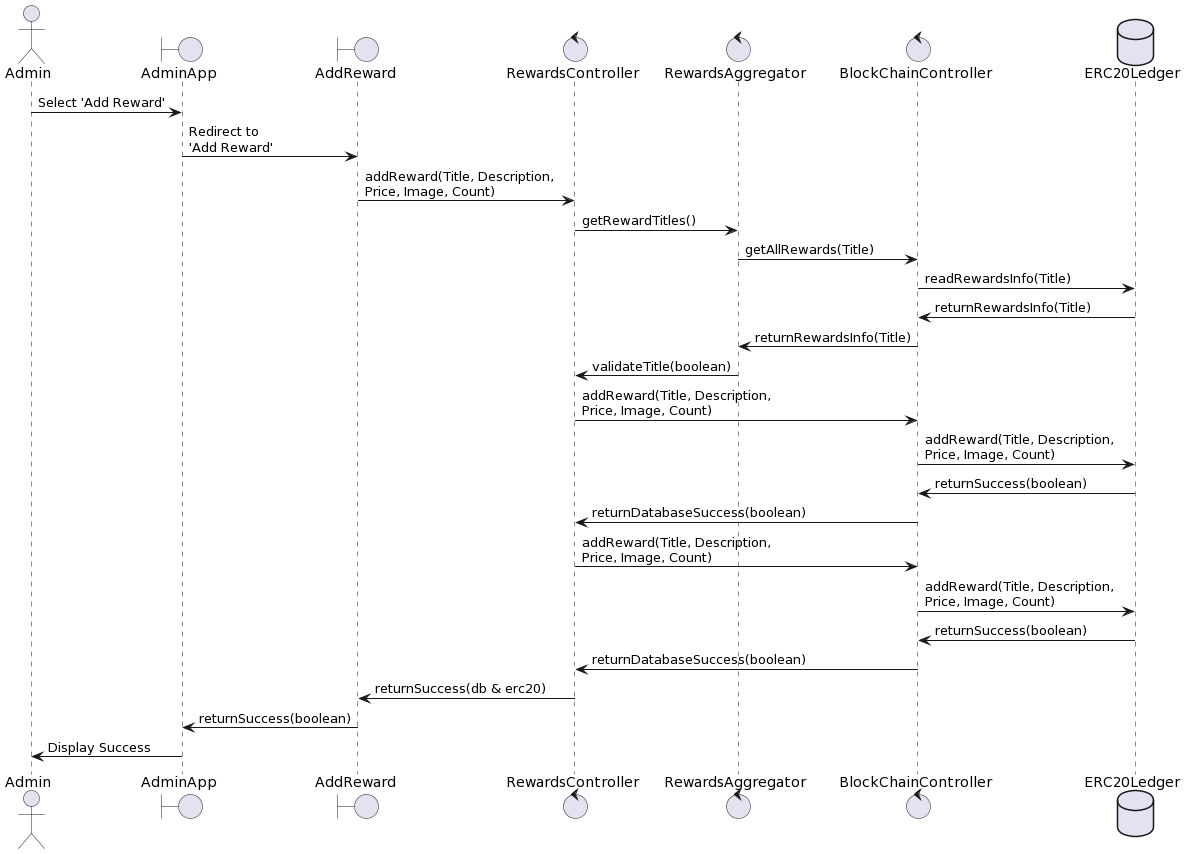 Admin
AdminApp
AddReward
RewardsController
RewardsAggregator
BlockChainController
ERC20Ledger
Select 'Add Reward'
Redirect to
'Add Reward'
addReward(Title, Description,
Price, Image, Count)
getRewardTitles()
getAllRewards(Title)
readRewardsInfo(Title)
returnRewardsInfo(Title)
returnRewardsInfo(Title)
validateTitle(boolean)
addReward(Title, Description,
Price, Image, Count)
addReward(Title, Description,
Price, Image, Count)
returnSuccess(boolean)
returnDatabaseSuccess(boolean)
addReward(Title, Description,
Price, Image, Count)
addReward(Title, Description,
Price, Image, Count)
returnSuccess(boolean)
returnDatabaseSuccess(boolean)
returnSuccess(db & erc20)
returnSuccess(boolean)
Display Success
Admin
AdminApp
AddReward
RewardsController
RewardsAggregator
BlockChainController
ERC20Ledger